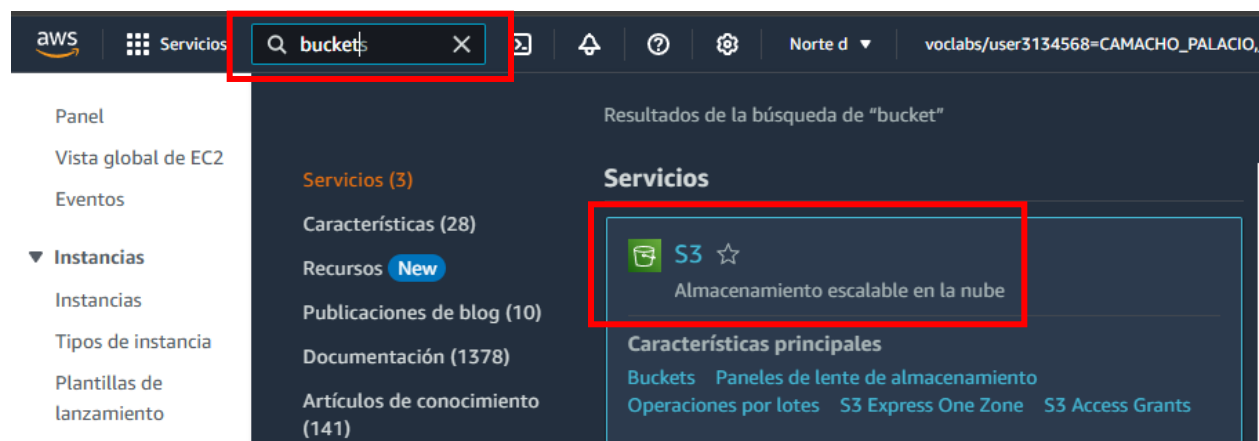 aws Servicios buckets Norte d voclabs/user3134568=CAMACHO_PALACIO,
Panel
Vista global de EC2
Eventos
Instancias
Instancias
Tipos de instancia
Plantillas de
lanzamiento
Servicios (3)
Características (28)
Recursos New
Publicaciones de blog (10)
Documentación (1378)
Artículos de conocimiento
(141)
Resultados de la búsqueda de "bucket"
Servicios
S3
Almacenamiento escalable en la nube
Características principales
Buckets Paneles de lente de almacenamiento
Operaciones por lotes S3 Express One Zone S3 Access Grants